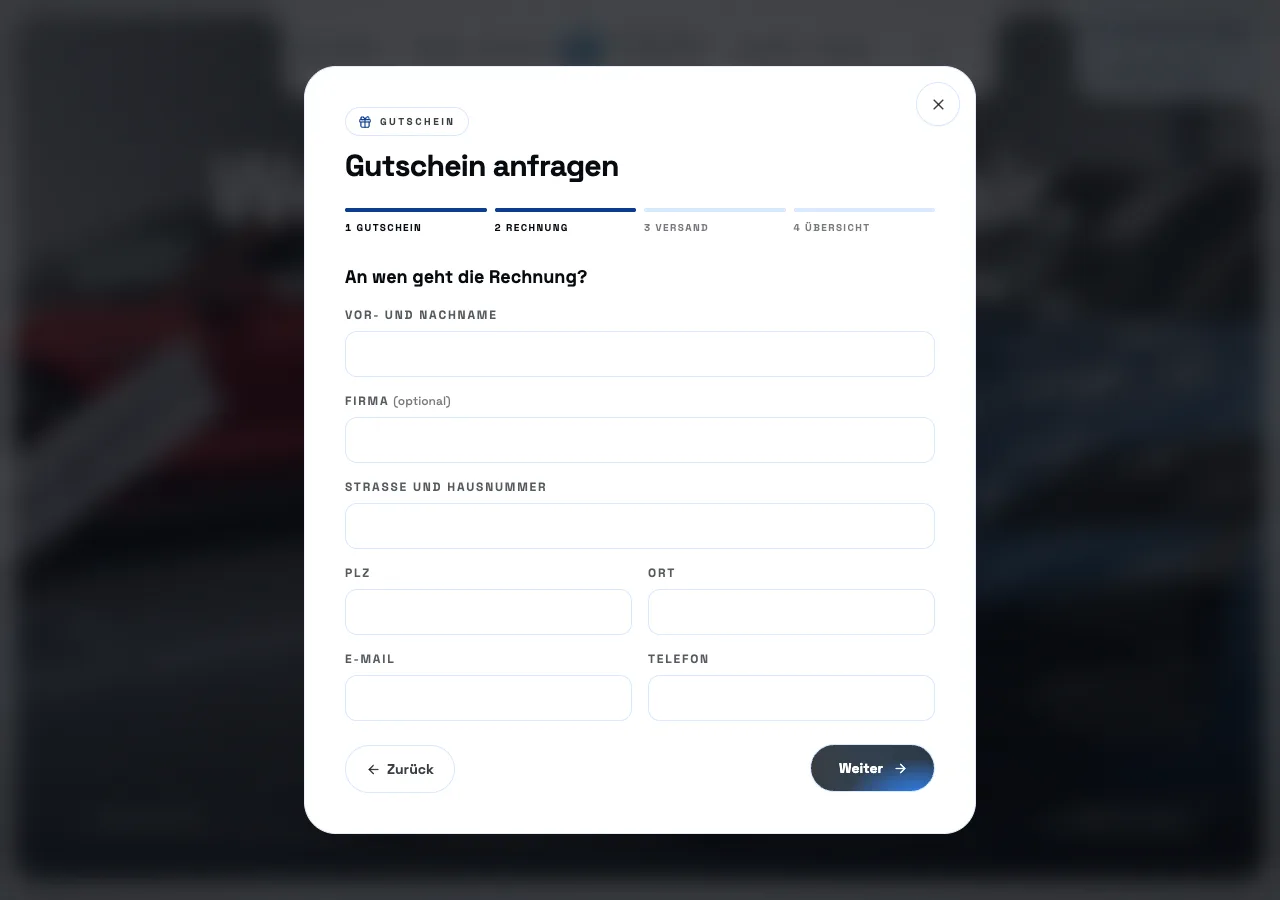 GUTSCHEIN
Gutschein anfragen
1 GUTSCHEIN
2 RECHNUNG
3 VERSAND
4 ÜBERSICHT
An wen geht die Rechnung?
VOR- UND NACHNAME
FIRMA (optional)
STRASSE UND HAUSNUMMER
PLZ
ORT
E-MAIL
TELEFON
← Zurück
Weiter →